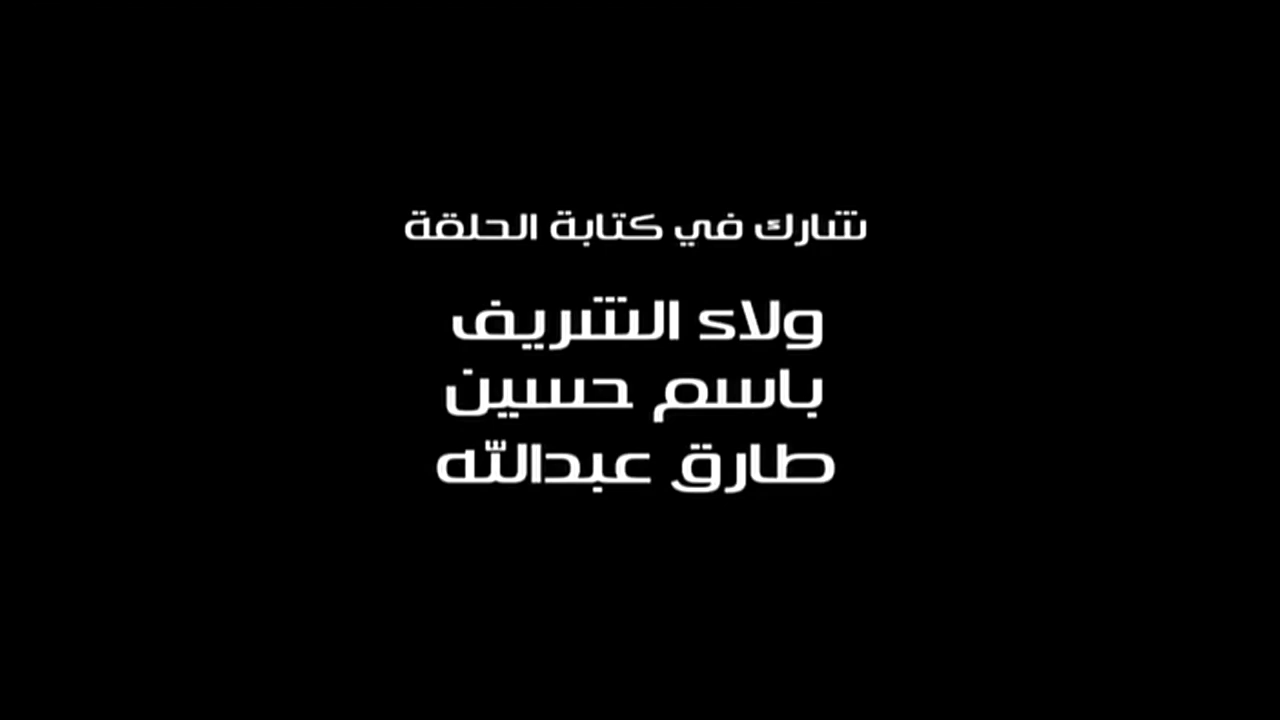 شارك في كتابة الحلقة
ولاء الشريف
باسم حسين
طارق عبدالله